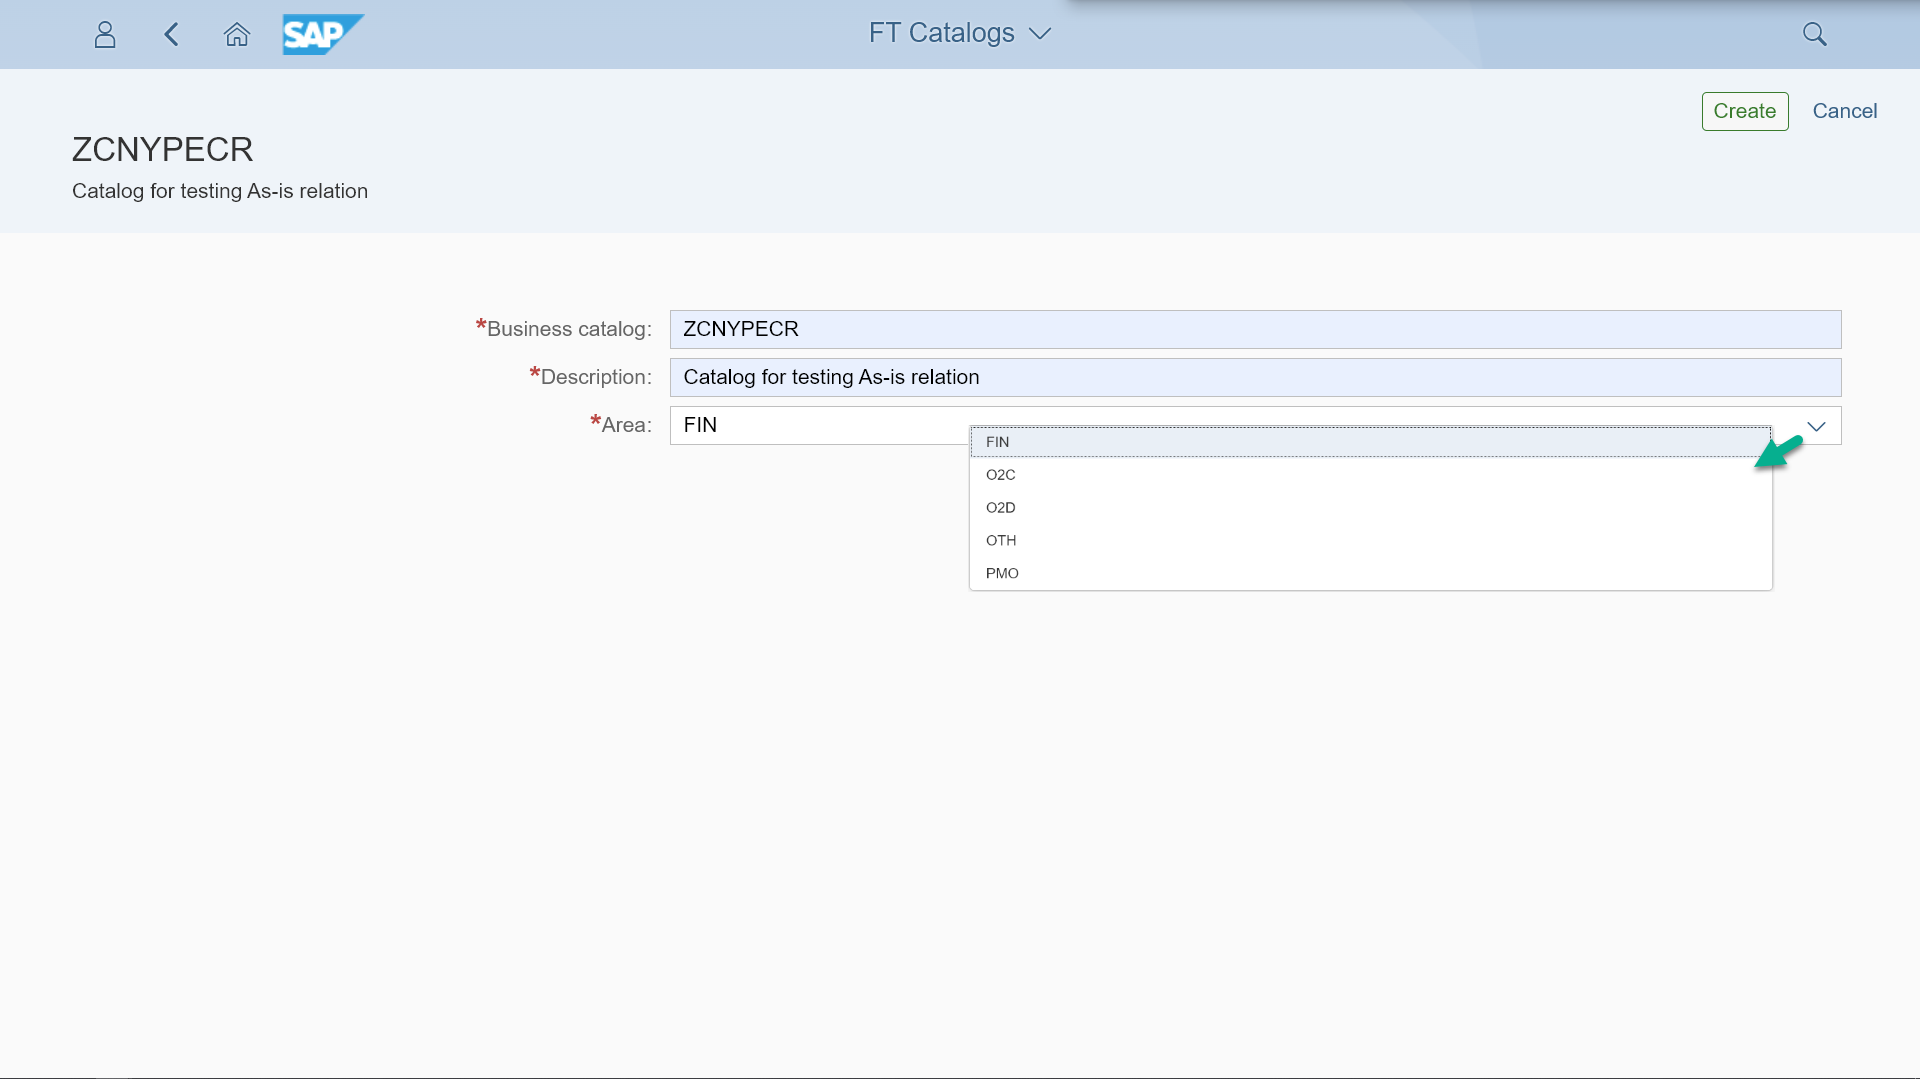 SAP
FT Catalogs
Create
Cancel
ZCNYPECR
Catalog for testing As-is relation
*Business catalog:
ZCNYPECR
*Description:
Catalog for testing As-is relation
*Area:
FIN
FIN
O2C
O2D
OTH
PMO